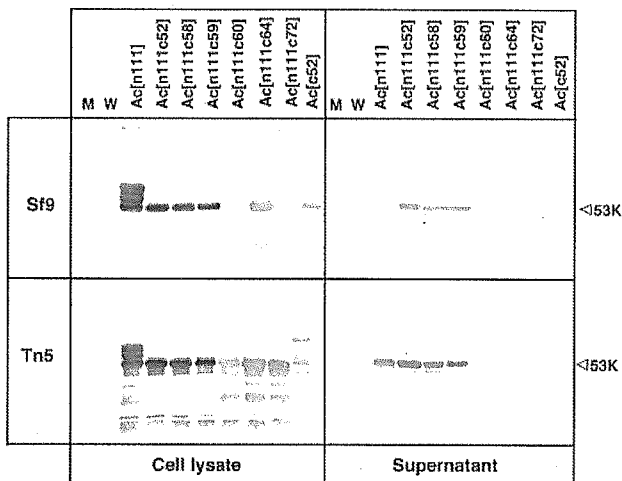 M W Ac[n111] Ac[n111c52] Ac[n111c58] Ac[n111c59] Ac[n111c60] Ac[n111c64] Ac[n111c72] Ac[c52] M W Ac[n111] Ac[n111c52] Ac[n111c58] Ac[n111c59] Ac[n111c60] Ac[n111c64] Ac[n111c72] Ac[c52]
Sf9 ◁53K
Tn5 ◁53K
Cell lysate Supernatant